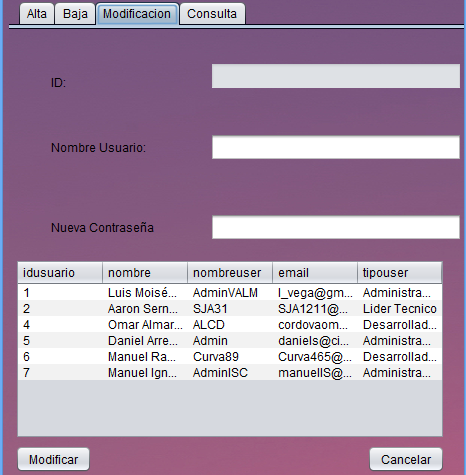 Alta Baja Modificacion Consulta
ID:
Nombre Usuario:
Nueva Contraseña
idusuario nombre nombreuser email tipouser
1 Luis Moisé... AdminVALM l_vega@gm... Administra...
2 Aaron Sern... SJA31 SJA1211@... Lider Tecnico
4 Omar Almar... ALCD cordovaom... Desarrollad...
5 Daniel Arre... Admin daniels@ci... Administra...
6 Manuel Ra... Curva89 Curva465@... Desarrollad...
7 Manuel Ign... AdminISC manuelIS@... Administra...
Modificar Cancelar